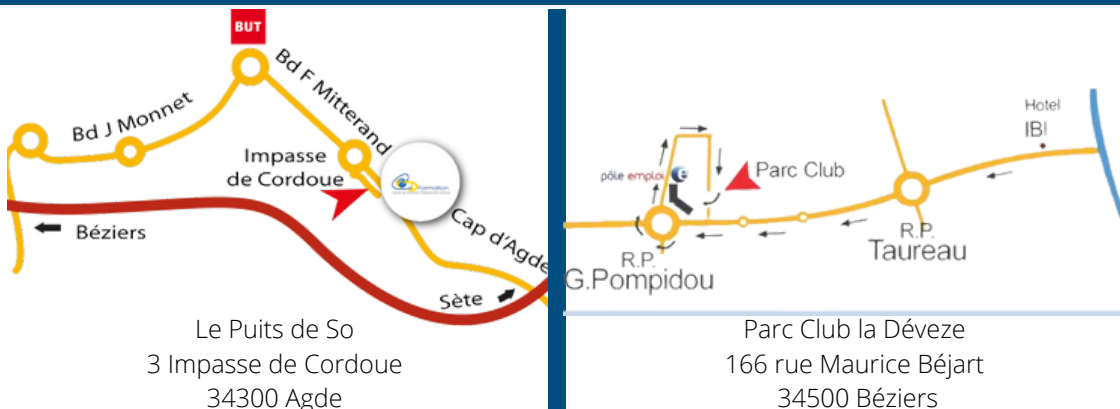 BUT
Bd J Monnet
Bd F Mitterand
Impasse
de Cordoue
Formation
Béziers
Cap d'Agde
Sète
Le Puits de So
3 Impasse de Cordoue
34300 Agde
Hotel
IBI
pôle emploi
Parc Club
R.P.
Taureau
R.P.
G.Pompidou
Parc Club la Déveze
166 rue Maurice Béjart
34500 Béziers